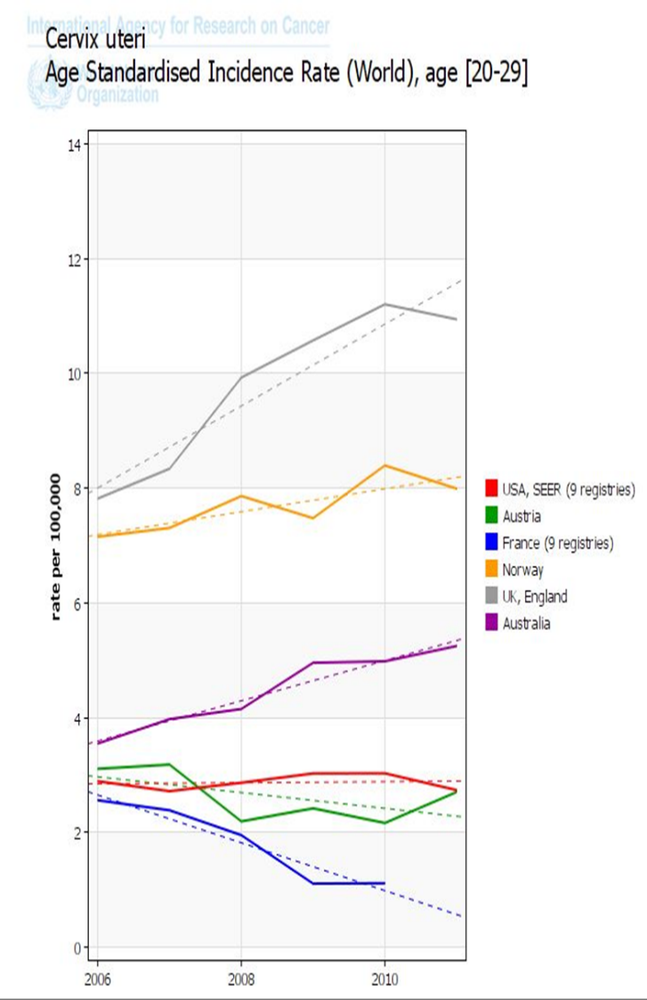 International Agency for Research on Cancer
Cervix uteri
Age Standardised Incidence Rate (World), age [20-29]
Organization
14
12
10
8
6
4
2
0
rate per 100,000
2006
2008
2010
USA, SEER (9 registries)
Austria
France (9 registries)
Norway
UK, England
Australia